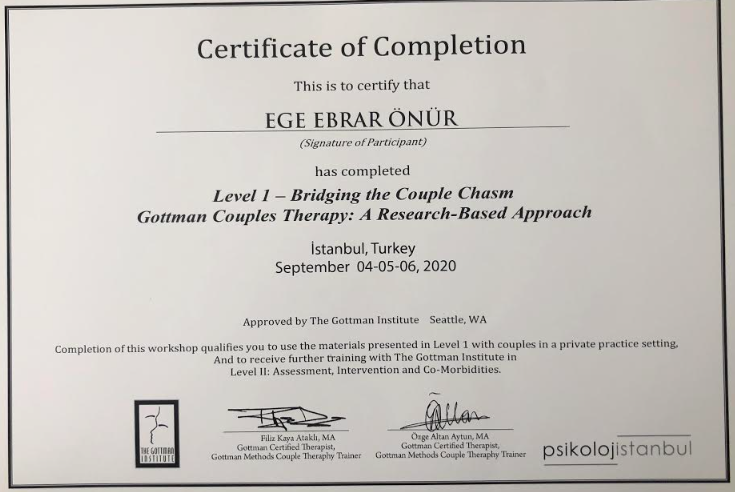 Certificate of Completion
This is to certify that
EGE EBRAR ÖNÜR
(Signature of Participant)
has completed
Level 1 – Bridging the Couple Chasm
Gottman Couples Therapy: A Research-Based Approach
İstanbul, Turkey
September 04-05-06, 2020
Approved by The Gottman Institute Seattle, WA
Completion of this workshop qualifies you to use the materials presented in Level 1 with couples in a private practice setting,
And to receive further training with The Gottman Institute in
Level II: Assessment, Intervention and Co-Morbidities.
THE GOTTMAN
INSTITUTE
Filiz Kaya Ataklı, MA
Gottman Certified Therapist,
Gottman Methods Couple Theraphy Trainer
Özge Altan Aytun, MA
Gottman Certified Therapist,
Gottman Methods Couple Theraphy Trainer
psikolojistanbul